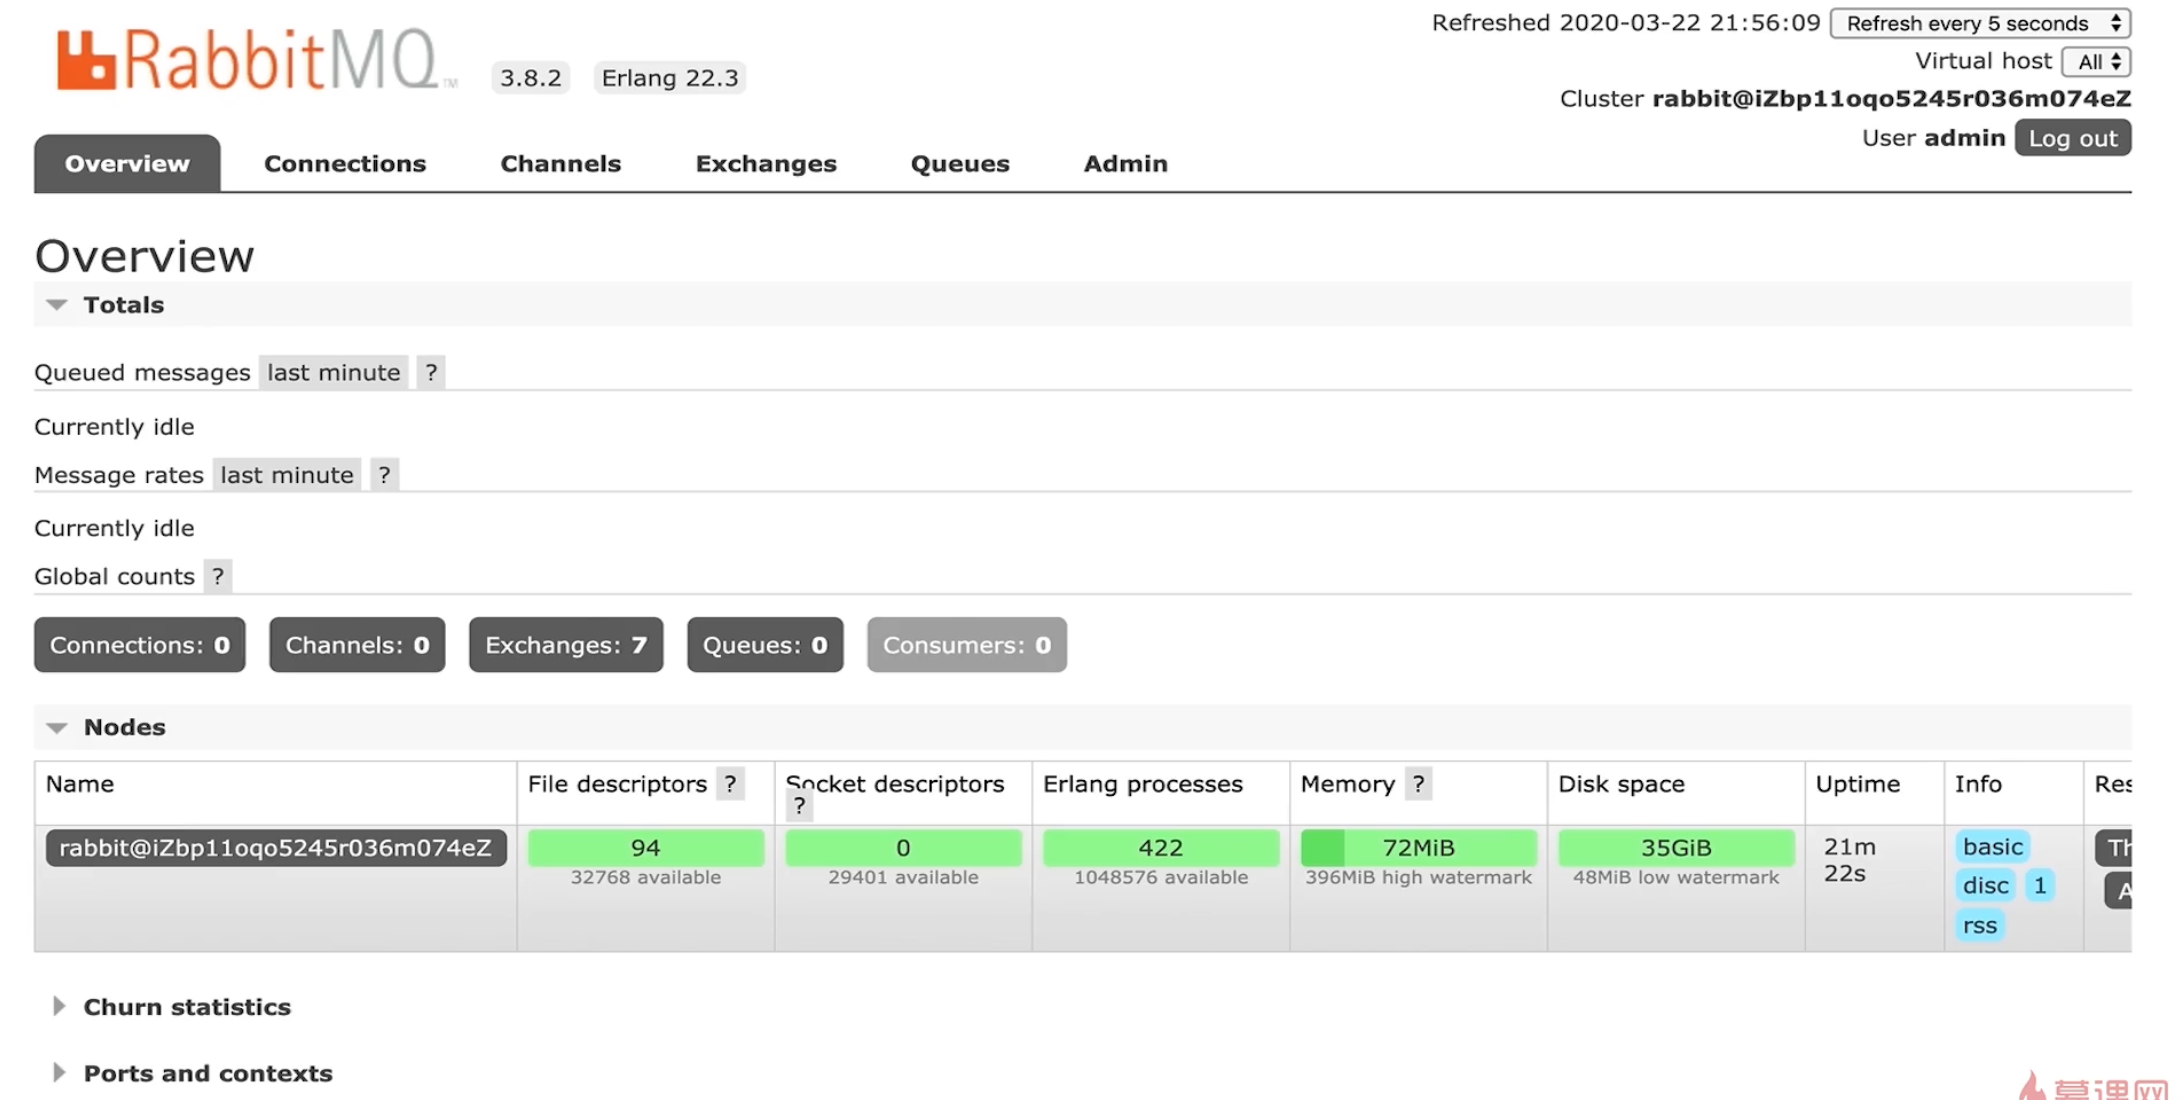 RabbitMQ TM 3.8.2 Erlang 22.3
Refreshed 2020-03-22 21:56:09 Refresh every 5 seconds
Virtual host All
Cluster rabbit@iZbp11oqo5245r036m074eZ
User admin Log out
Overview Connections Channels Exchanges Queues Admin
Overview
Totals
Queued messages last minute ?
Currently idle
Message rates last minute ?
Currently idle
Global counts ?
Connections: 0 Channels: 0 Exchanges: 7 Queues: 0 Consumers: 0
Nodes
Name File descriptors ? Socket descriptors ? Erlang processes Memory ? Disk space Uptime Info
rabbit@iZbp11oqo5245r036m074eZ 94 0 422 72MiB 35GiB 21m 22s basic disc 1 rss
32768 available 29401 available 1048576 available 396MiB high watermark 48MiB low watermark
Churn statistics
Ports and contexts
慕课网